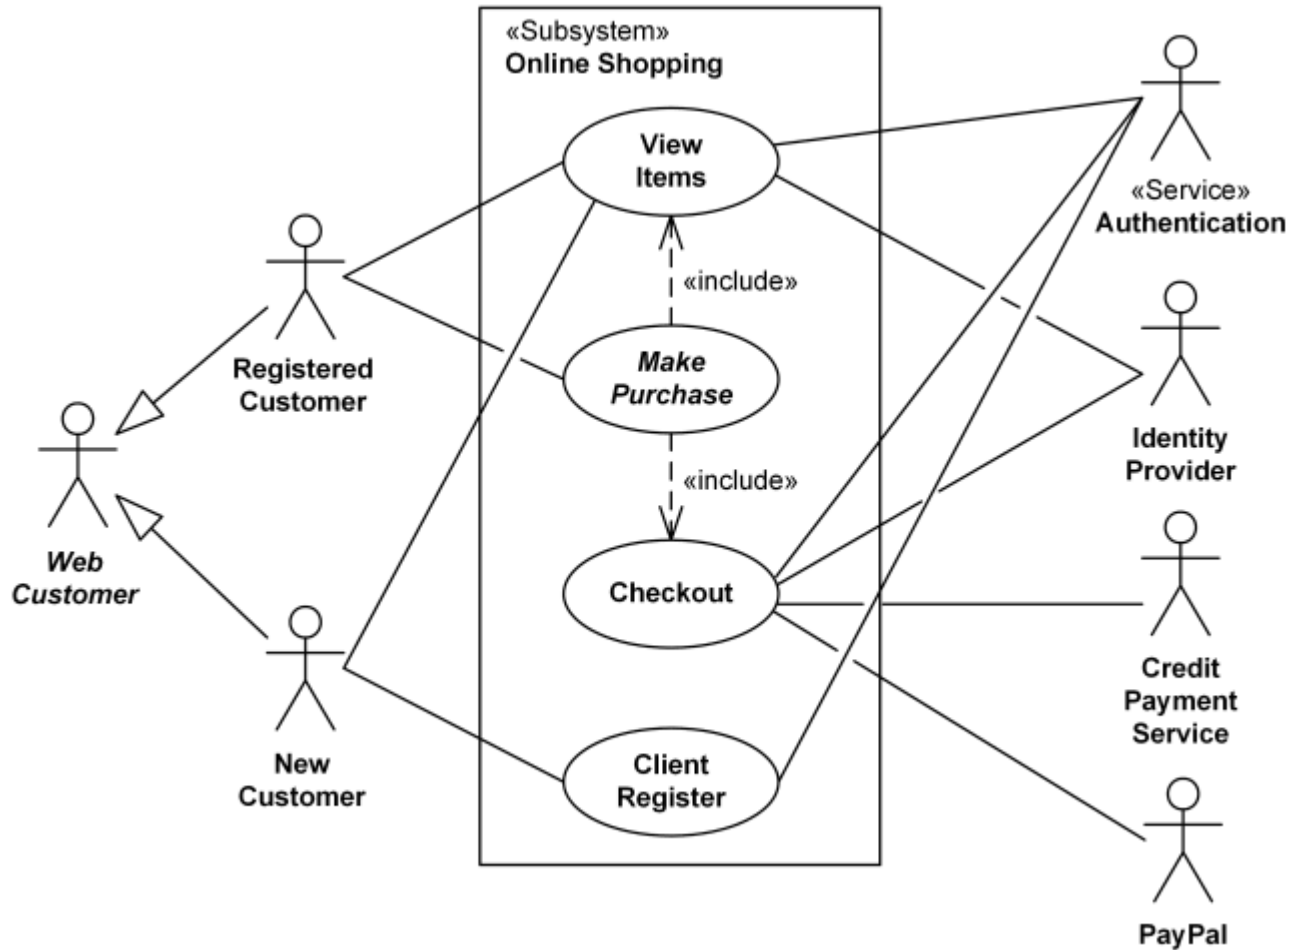 «Subsystem»
Online Shopping
View
Items
«include»
Make
Purchase
«include»
Checkout
Client
Register
Registered
Customer
Web
Customer
New
Customer
«Service»
Authentication
Identity
Provider
Credit
Payment
Service
PayPal